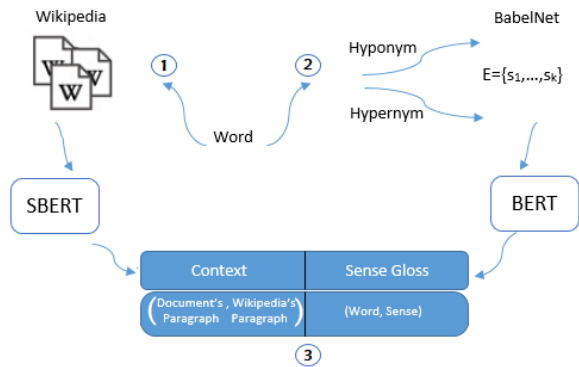 Wikipedia
BabelNet
W
W
W
1
2
Hyponym
E={s₁,...,sₖ}
Hypernym
Word
SBERT
BERT
Context
Sense Gloss
(Document's , Wikipedia's
Paragraph Paragraph)
(Word, Sense)
3